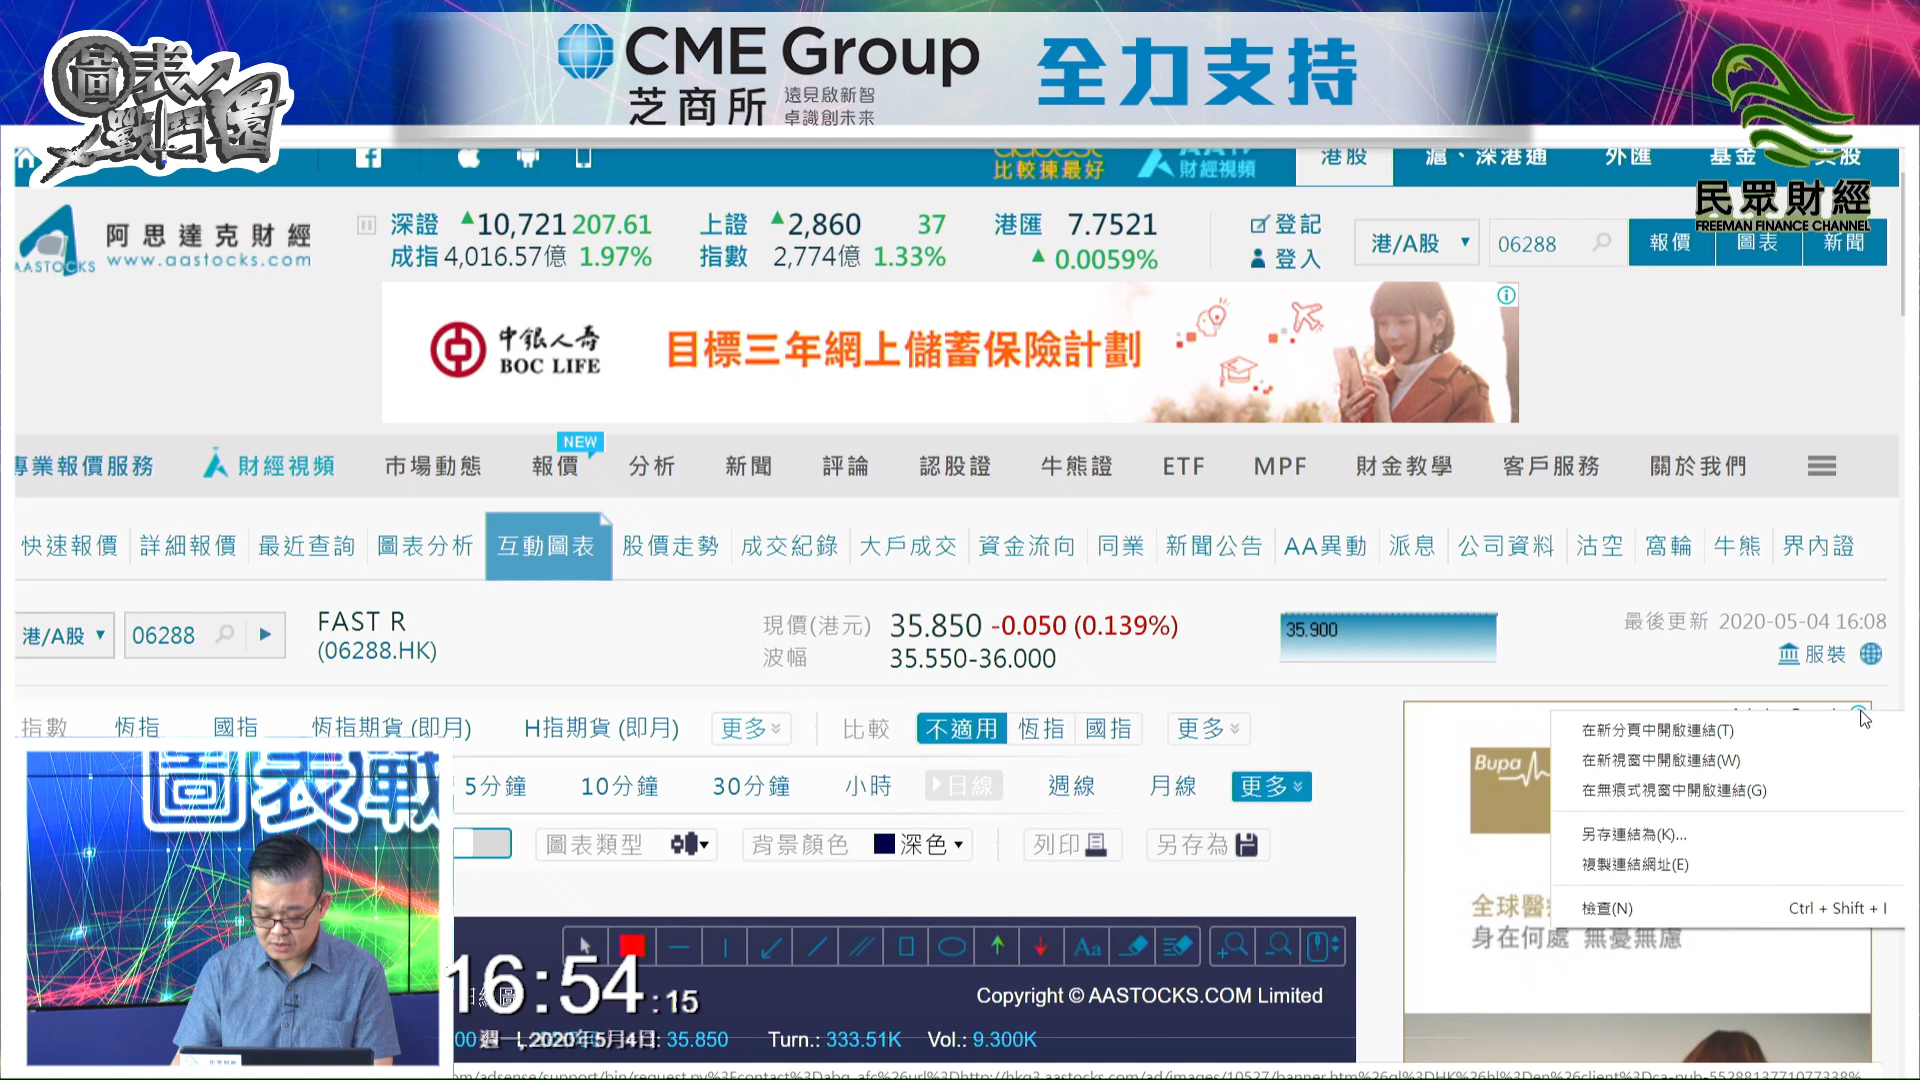 圖表戰鬥團
CME Group
芝商所
遠見啟新智
卓識創未來
全力支持
民眾財經
FREEMAN FINANCE CHANNEL
比較揀最好
財經視頻
港股
滬、深港通
外匯
基金
美股
AASTOCKS
阿思達克財經
www.aastocks.com
深證 10,721 207.61
成指 4,016.57億 1.97%
上證 2,860 37
指數 2,774億 1.33%
港匯 7.7521
0.0059%
登記
登入
港/A股
06288
報價
圖表
新聞
中銀人壽
BOC LIFE
目標三年網上儲蓄保險計劃
NEW
專業報價服務 財經視頻 市場動態 報價 分析 新聞 評論 認股證 牛熊證 ETF MPF 財金教學 客戶服務 關於我們
快速報價 詳細報價 最近查詢 圖表分析 互動圖表 股價走勢 成交紀錄 大戶成交 資金流向 同業 新聞公告 AA異動 派息 公司資料 沽空 窩輪 牛熊 界內證
港/A股 06288
FAST R
(06288.HK)
現價(港元) 35.850 -0.050 (0.139%)
波幅 35.550-36.000
35.900
最後更新 2020-05-04 16:08
服裝
指數 恆指 國指 恆指期貨 (即月) H指期貨 (即月) 更多 比較 不適用 恆指 國指 更多
5分鐘 10分鐘 30分鐘 小時 日線 週線 月線 更多
圖表類型 背景顏色 深色 列印 另存為
Bupa
在新分頁中開啟連結(T)
在新視窗中開啟連結(W)
在無痕式視窗中開啟連結(G)
另存連結為(K)...
複製連結網址(E)
檢查(N) Ctrl + Shift + I
全球醫
身在何處 無憂無慮
圖表戰
Aa
16:54:15
Copyright © AASTOCKS.COM Limited
週一, 2020年5月4日
35.850 Turn.: 333.51K Vol.: 9.300K